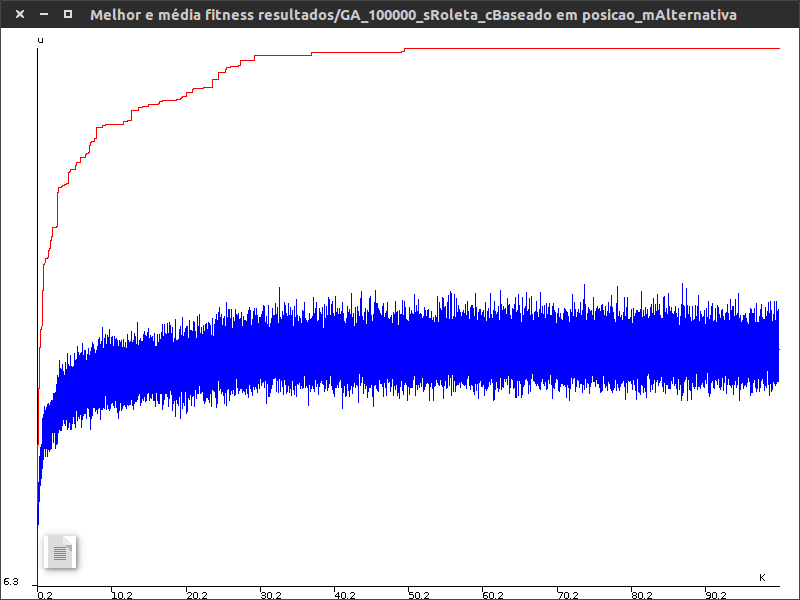 Melhor e média fitness resultados/GA_100000_sRoleta_cBaseado em posicao_mAlternativa
u
6.3
K
0.2 10.2 20.2 30.2 40.2 50.2 60.2 70.2 80.2 90.2